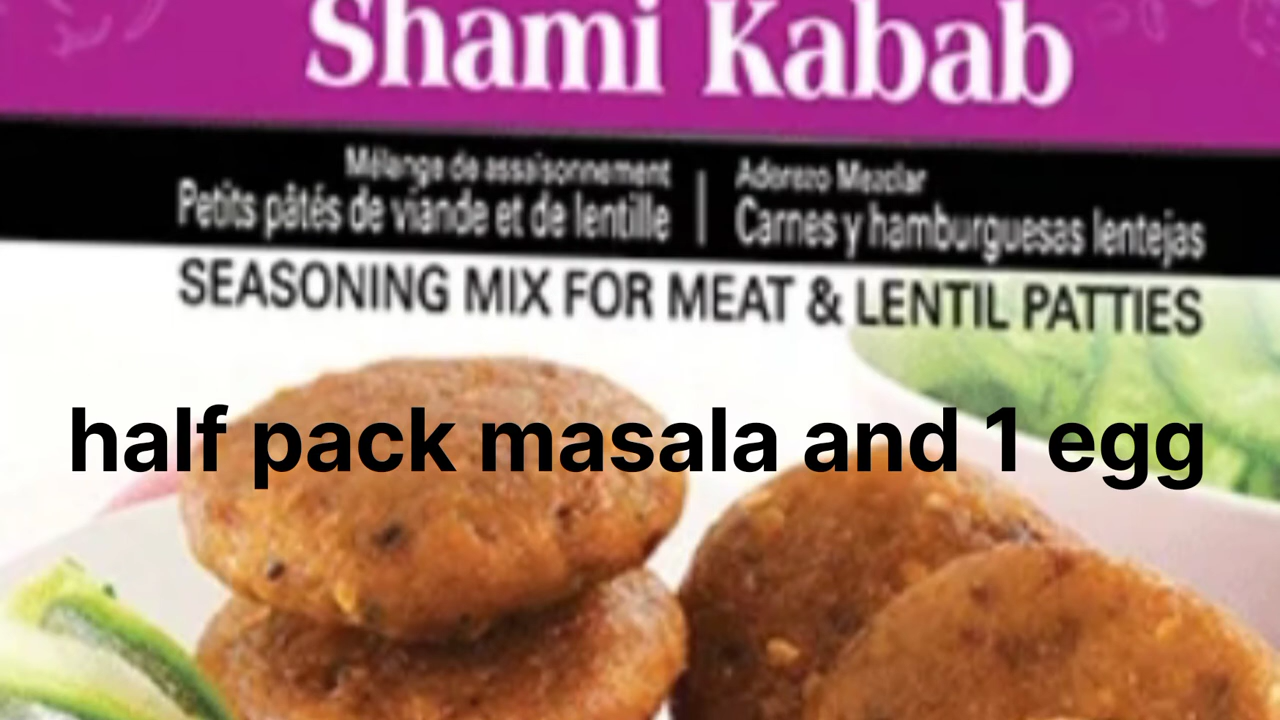 Shami Kabab
Mélange de assaisonnement
Petits pâtés de viande et de lentille
Aderezo Mezclar
Carnes y hamburguesas lentejas
SEASONING MIX FOR MEAT & LENTIL PATTIES
half pack masala and 1 egg